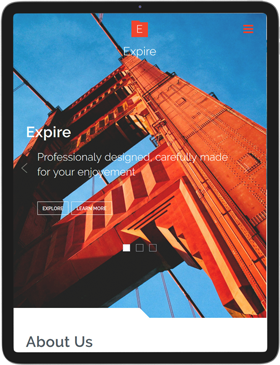 E
Expire
Expire
Professionaly designed, carefully made
for your enjoyement
EXPLORE
LEARN MORE
About Us